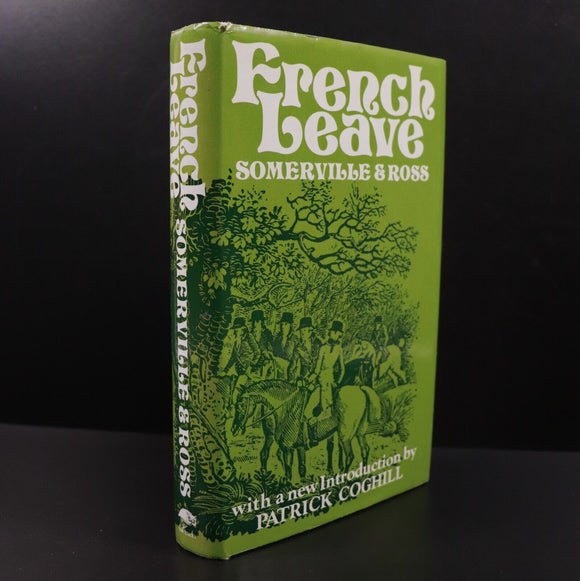 French
Leave
SOMERVILLE & ROSS
with a new Introduction by
PATRICK COGHILL
French
Leave
SOMERVILLE & ROSS